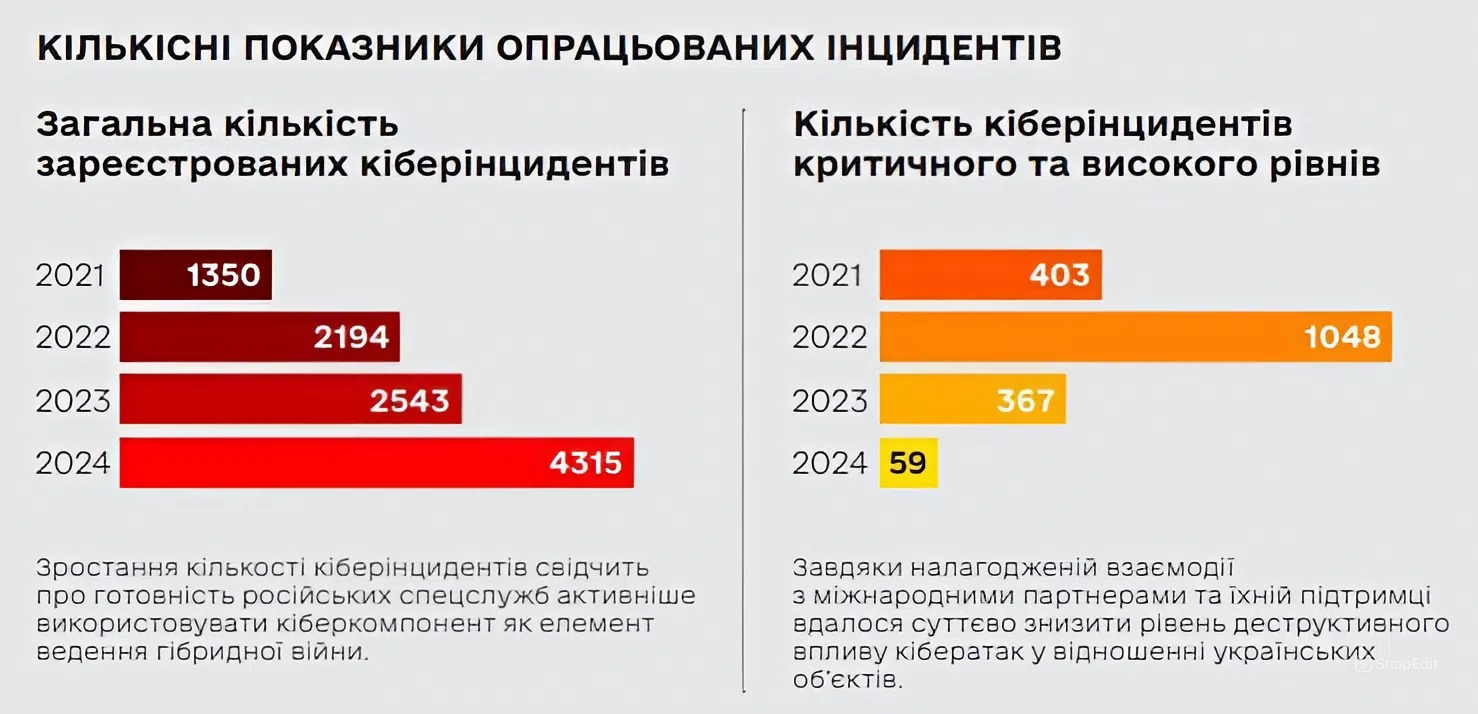 КІЛЬКІСНІ ПОКАЗНИКИ ОПРАЦЬОВАНИХ ІНЦИДЕНТІВ
Загальна кількість
зареєстрованих кіберінцидентів
2021 1350
2022 2194
2023 2543
2024 4315
Зростання кількості кіберінцидентів свідчить
про готовність російських спецслужб активніше
використовувати кіберкомпонент як елемент
ведення гібридної війни.
Кількість кіберінцидентів
критичного та високого рівнів
2021 403
2022 1048
2023 367
2024 59
Завдяки налагодженій взаємодії
з міжнародними партнерами та їхній підтримці
вдалося суттєво знизити рівень деструктивного
впливу кібератак у відношенні українських
об'єктів.
SnapEdit